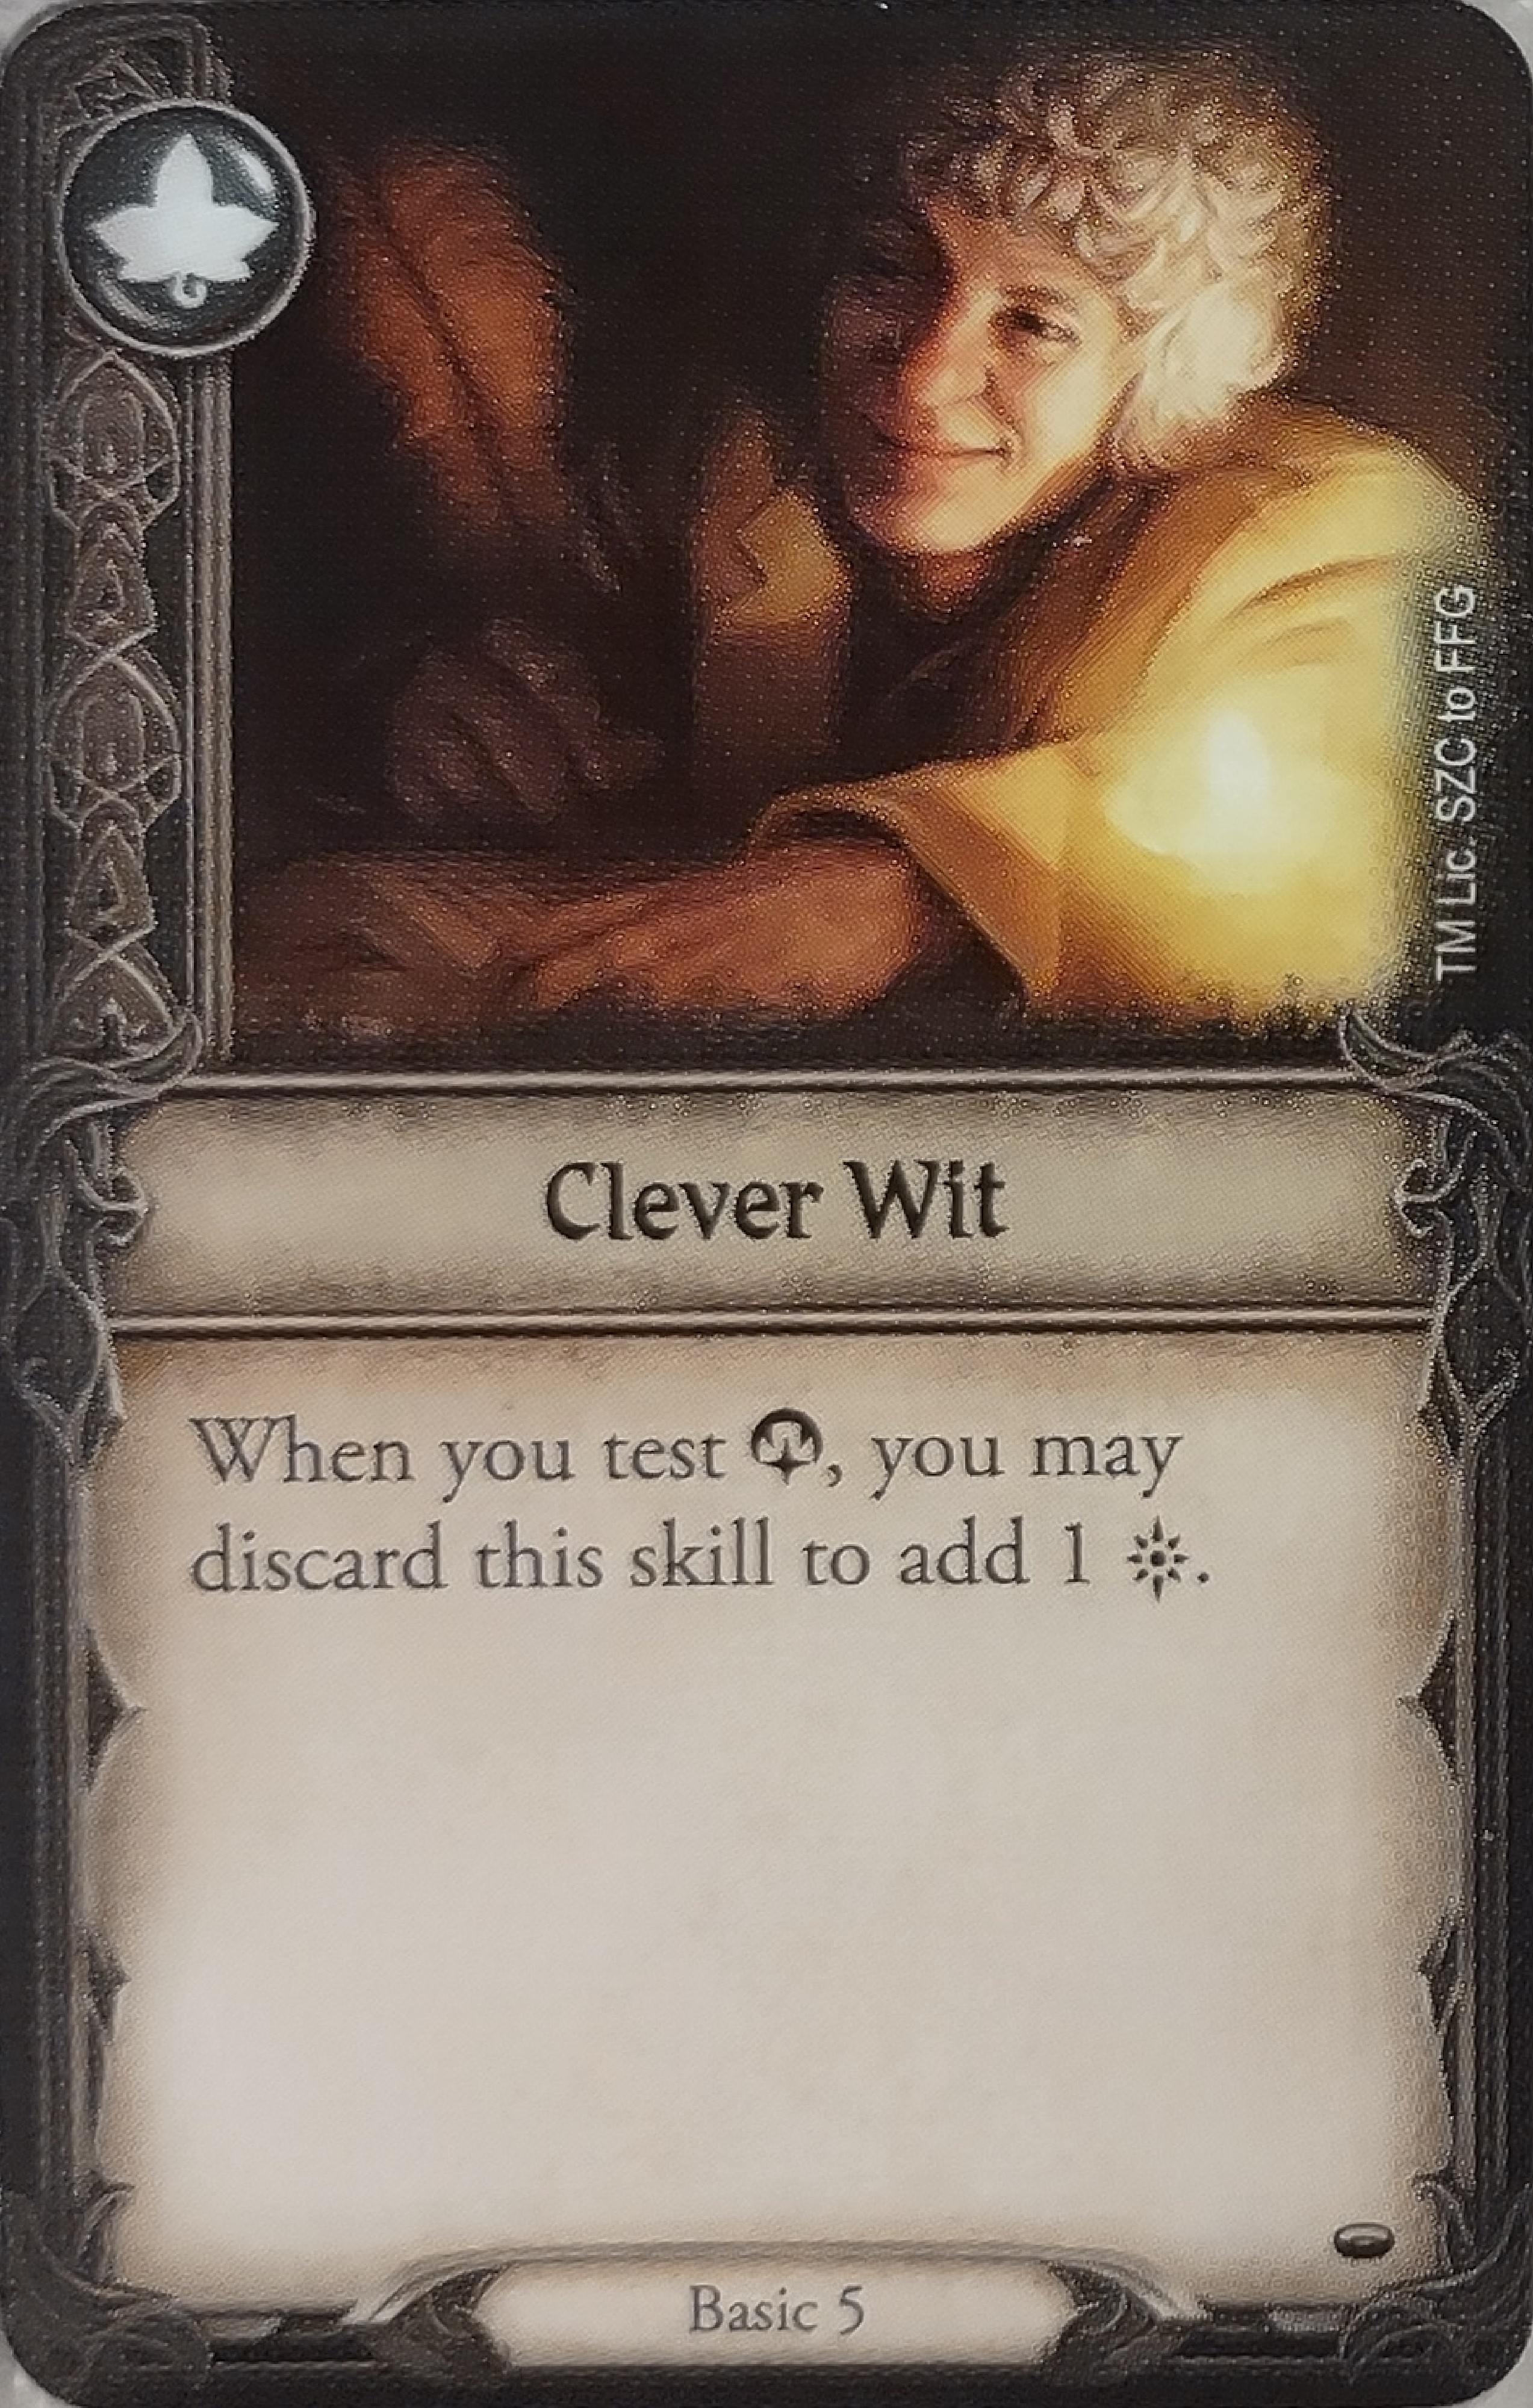 TM Lic. SZC to FFG
Clever Wit
When you test , you may
discard this skill to add 1 .
Basic 5